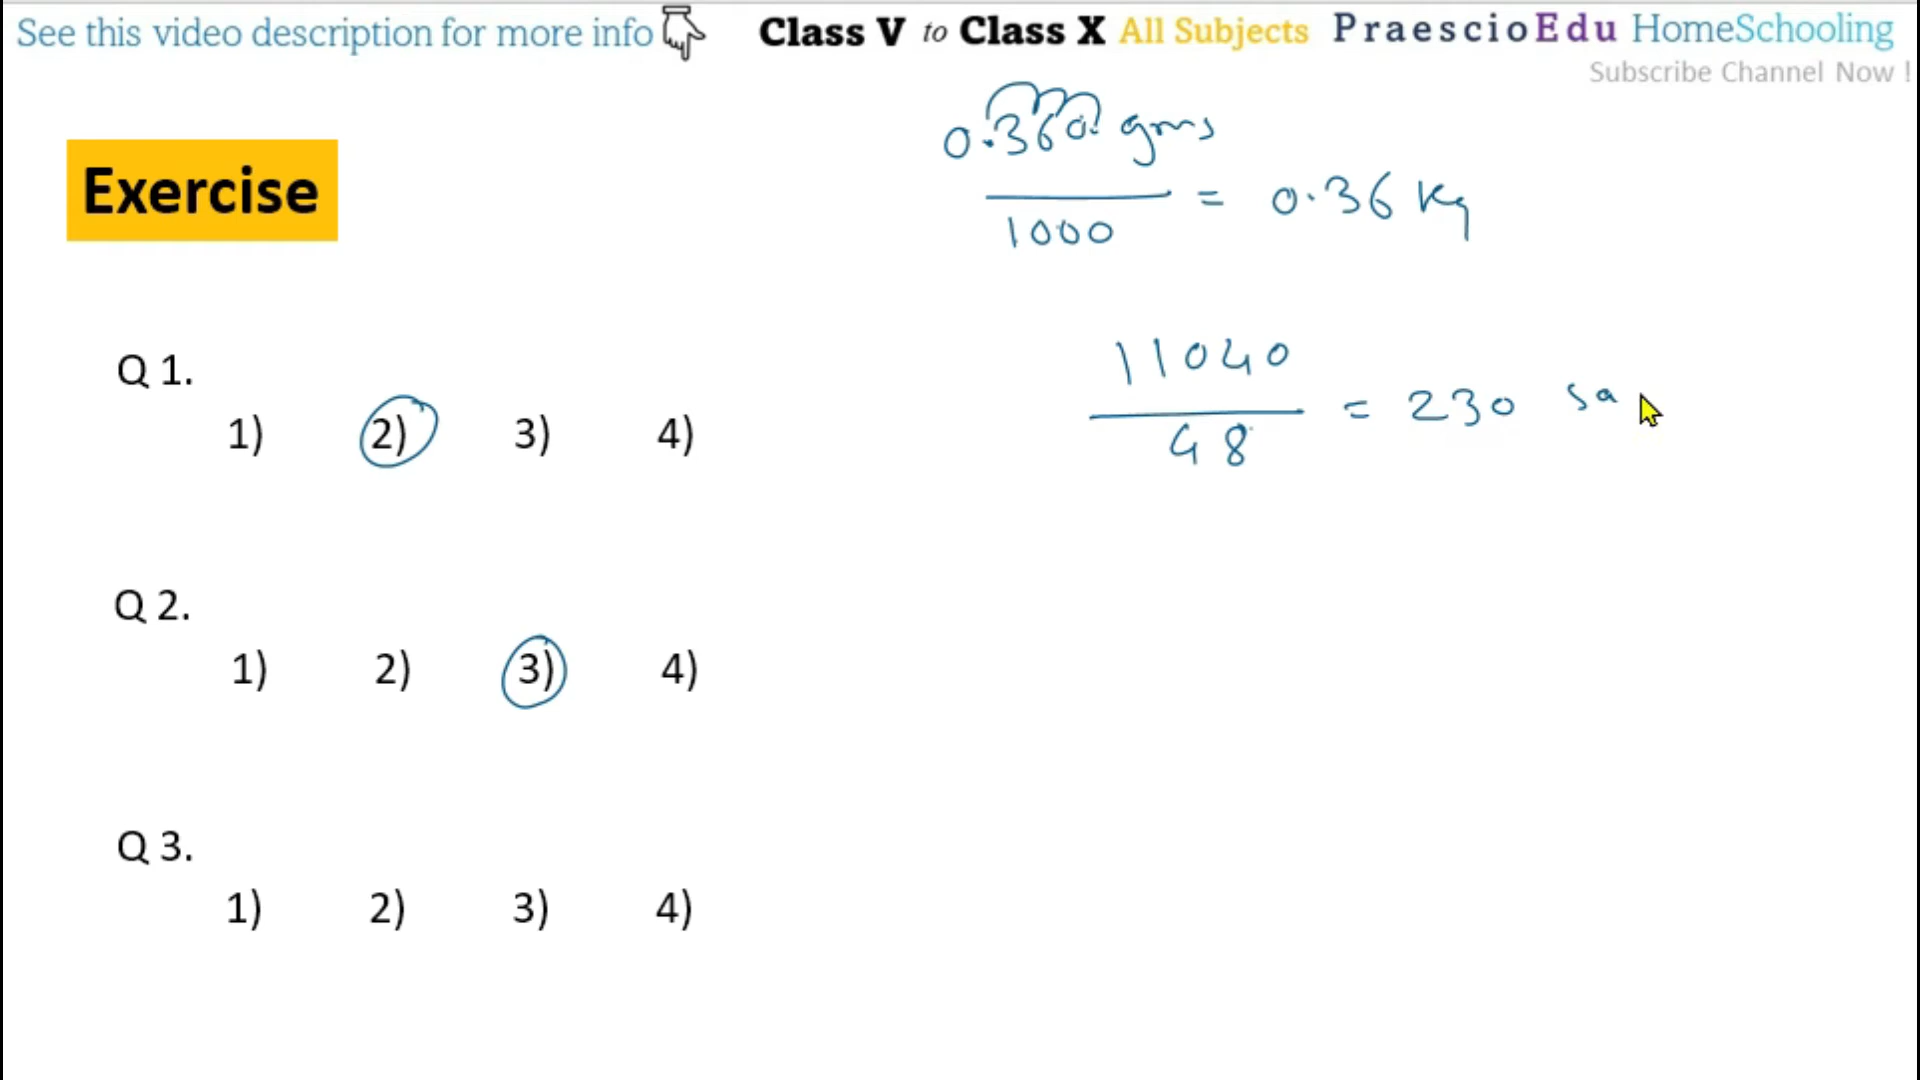 See this video description for more info Class V to Class X All Subjects PraescioEdu HomeSchooling
Subscribe Channel Now !
0.360. gms
1000 = 0.36 Kg
Exercise
11040
48 = 230 sa
Q 1.
1) 2) 3) 4)
Q 2.
1) 2) 3) 4)
Q 3.
1) 2) 3) 4)